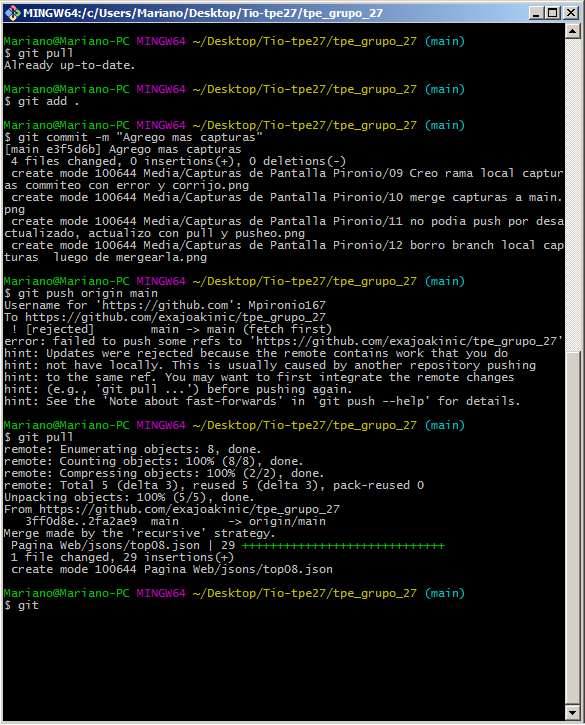 MINGW64:/c/Users/Mariano/Desktop/Tio-tpe27/tpe_grupo_27
Mariano@Mariano-PC MINGW64 ~/Desktop/Tio-tpe27/tpe_grupo_27 (main)
$ git pull
Already up-to-date.
Mariano@Mariano-PC MINGW64 ~/Desktop/Tio-tpe27/tpe_grupo_27 (main)
$ git add .
Mariano@Mariano-PC MINGW64 ~/Desktop/Tio-tpe27/tpe_grupo_27 (main)
$ git commit -m "Agrego mas capturas"
[main e3f5d6b] Agrego mas capturas
4 files changed, 0 insertions(+), 0 deletions(-)
create mode 100644 Media/Capturas de Pantalla Pironio/09 Creo rama local captur
as commiteo con error y corrijo.png
create mode 100644 Media/Capturas de Pantalla Pironio/10 merge capturas a main.
png
create mode 100644 Media/Capturas de Pantalla Pironio/11 no podia push por desa
ctualizado, actualizo con pull y pusheo.png
create mode 100644 Media/Capturas de Pantalla Pironio/12 borro branch local cap
turas  luego de mergearla.png
Mariano@Mariano-PC MINGW64 ~/Desktop/Tio-tpe27/tpe_grupo_27 (main)
$ git push origin main
Username for 'https://github.com': Mpironio167
To https://github.com/exajoakinic/tpe_grupo_27
! [rejected]        main -> main (fetch first)
error: failed to push some refs to 'https://github.com/exajoakinic/tpe_grupo_27'
hint: Updates were rejected because the remote contains work that you do
hint: not have locally. This is usually caused by another repository pushing
hint: to the same ref. You may want to first integrate the remote changes
hint: (e.g., 'git pull ...') before pushing again.
hint: See the 'Note about fast-forwards' in 'git push --help' for details.
Mariano@Mariano-PC MINGW64 ~/Desktop/Tio-tpe27/tpe_grupo_27 (main)
$ git pull
remote: Enumerating objects: 8, done.
remote: Counting objects: 100% (8/8), done.
remote: Compressing objects: 100% (2/2), done.
remote: Total 5 (delta 3), reused 5 (delta 3), pack-reused 0
Unpacking objects: 100% (5/5), done.
From https://github.com/exajoakinic/tpe_grupo_27
3ff0d8e..2fa2ae9  main       -> origin/main
Merge made by the 'recursive' strategy.
Pagina Web/jsons/top08.json | 29 +++++++++++++++++++++++++++++
1 file changed, 29 insertions(+)
create mode 100644 Pagina Web/jsons/top08.json
Mariano@Mariano-PC MINGW64 ~/Desktop/Tio-tpe27/tpe_grupo_27 (main)
$ git